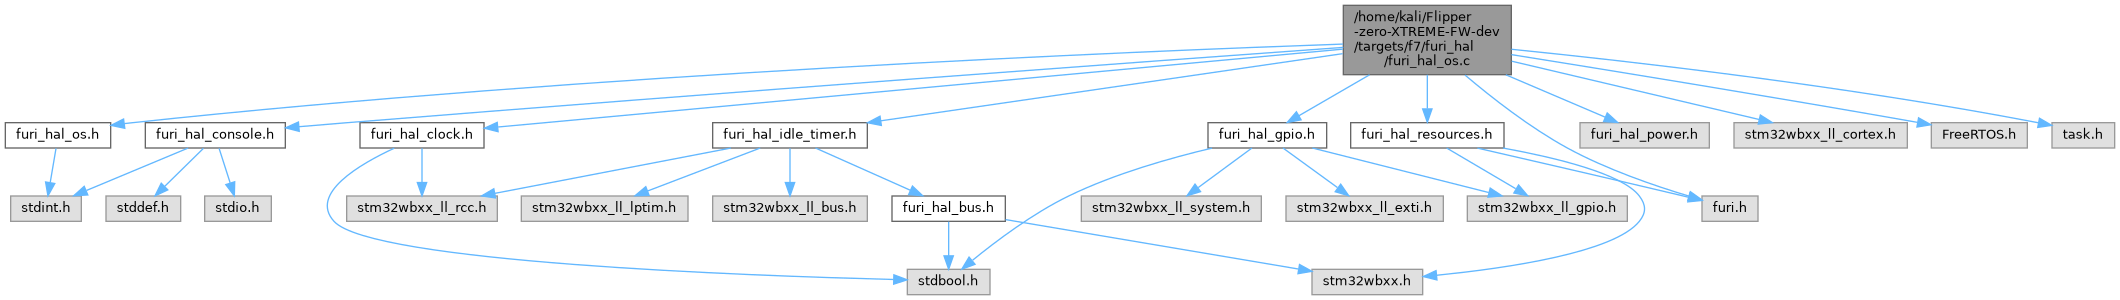 /home/kali/Flipper
-zero-XTREME-FW-dev
/targets/f7/furi_hal
/furi_hal_os.c
furi_hal_os.h
furi_hal_console.h
furi_hal_clock.h
furi_hal_idle_timer.h
furi_hal_gpio.h
furi_hal_resources.h
furi_hal_power.h
stm32wbxx_ll_cortex.h
FreeRTOS.h
task.h
stdint.h
stddef.h
stdio.h
stm32wbxx_ll_rcc.h
stm32wbxx_ll_lptim.h
stm32wbxx_ll_bus.h
furi_hal_bus.h
stm32wbxx_ll_system.h
stm32wbxx_ll_exti.h
stm32wbxx_ll_gpio.h
furi.h
stdbool.h
stm32wbxx.h